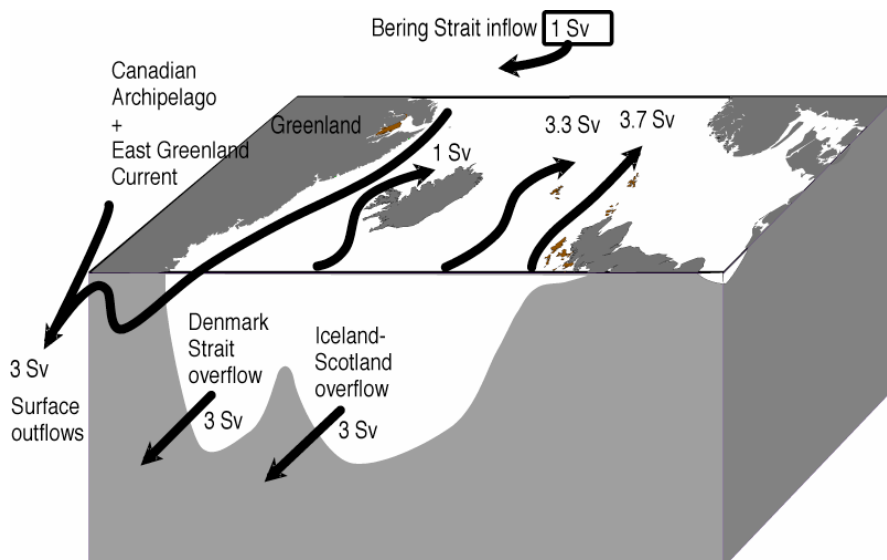 Bering Strait inflow 1 Sv
Canadian
Archipelago
+
East Greenland
Current
Greenland
1 Sv
3.3 Sv
3.7 Sv
3 Sv
Surface
outflows
Denmark
Strait
overflow
3 Sv
Iceland-
Scotland
overflow
3 Sv